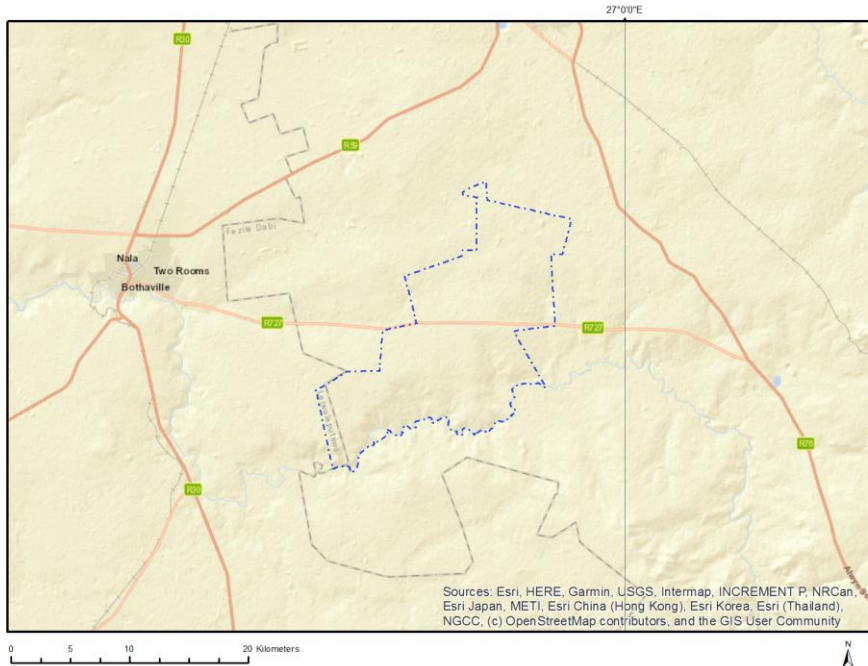 27°0'0"E
R30
R59
Fezile Dabi
Nala
Two Rooms
Bothaville
R727
R727
R76
R30
Sources: Esri, HERE, Garmin, USGS, Intermap, INCREMENT P, NRCan,
Esri Japan, METI, Esri China (Hong Kong), Esri Korea, Esri (Thailand),
NGCC, (c) OpenStreetMap contributors, and the GIS User Community
0 5 10 20 Kilometers
N